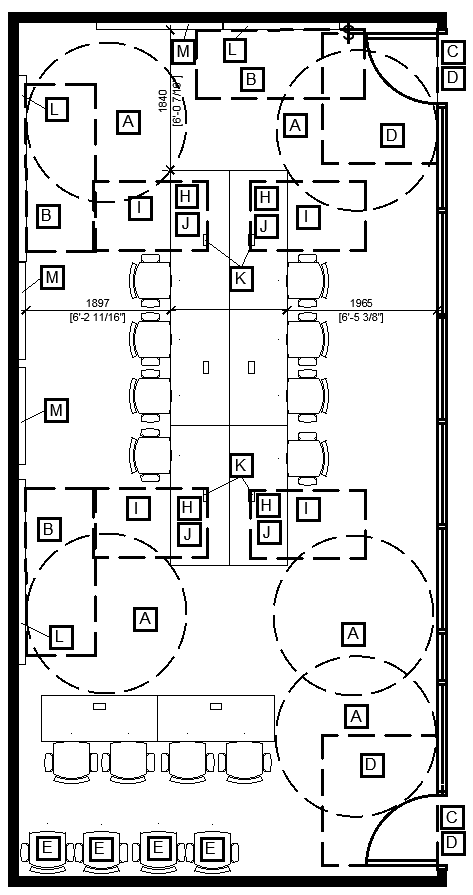 M L C
B D
L A 1840 [6'-0 7/16"] A D
B I H H I
J J
M K
1897 1965
[6'-2 11/16"] [6'-5 3/8"]
M
K
B I H H I
J J
L A A
A
D
C
E E E E D